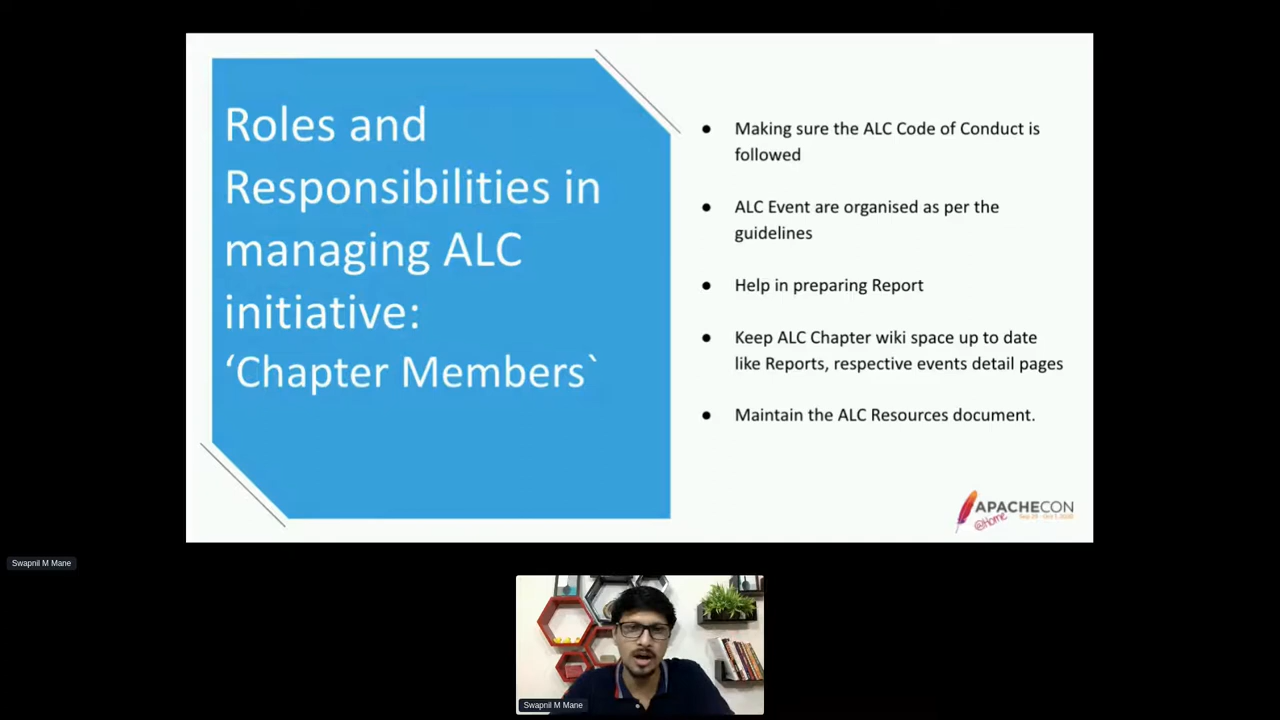 Roles and
Responsibilities in
managing ALC
initiative:
‘Chapter Members`
● Making sure the ALC Code of Conduct is
followed
● ALC Event are organised as per the
guidelines
● Help in preparing Report
● Keep ALC Chapter wiki space up to date
like Reports, respective events detail pages
● Maintain the ALC Resources document.
APACHECON
@Home
Swapnil M Mane
Swapnil M Mane